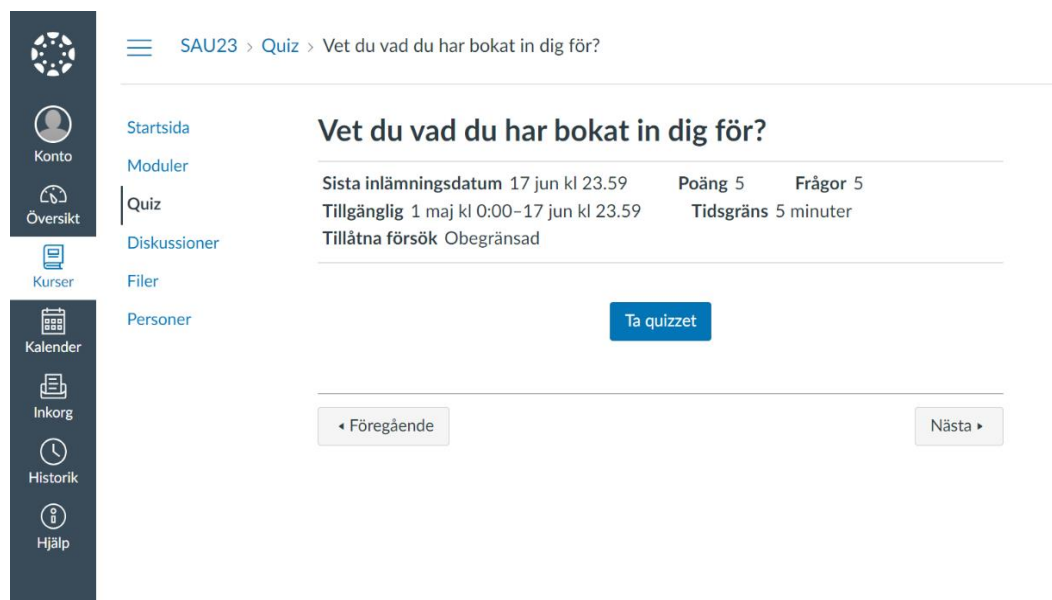 SAU23 > Quiz > Vet du vad du har bokat in dig för?
Konto
Översikt
Kurser
Kalender
Inkorg
Historik
Hjälp
Startsida
Moduler
Quiz
Diskussioner
Filer
Personer
Vet du vad du har bokat in dig för?
Sista inlämningsdatum 17 jun kl 23.59 Poäng 5 Frågor 5
Tillgänglig 1 maj kl 0:00–17 jun kl 23.59 Tidsgräns 5 minuter
Tillåtna försök Obegränsad
Ta quizzet
◂ Föregående
Nästa ▸